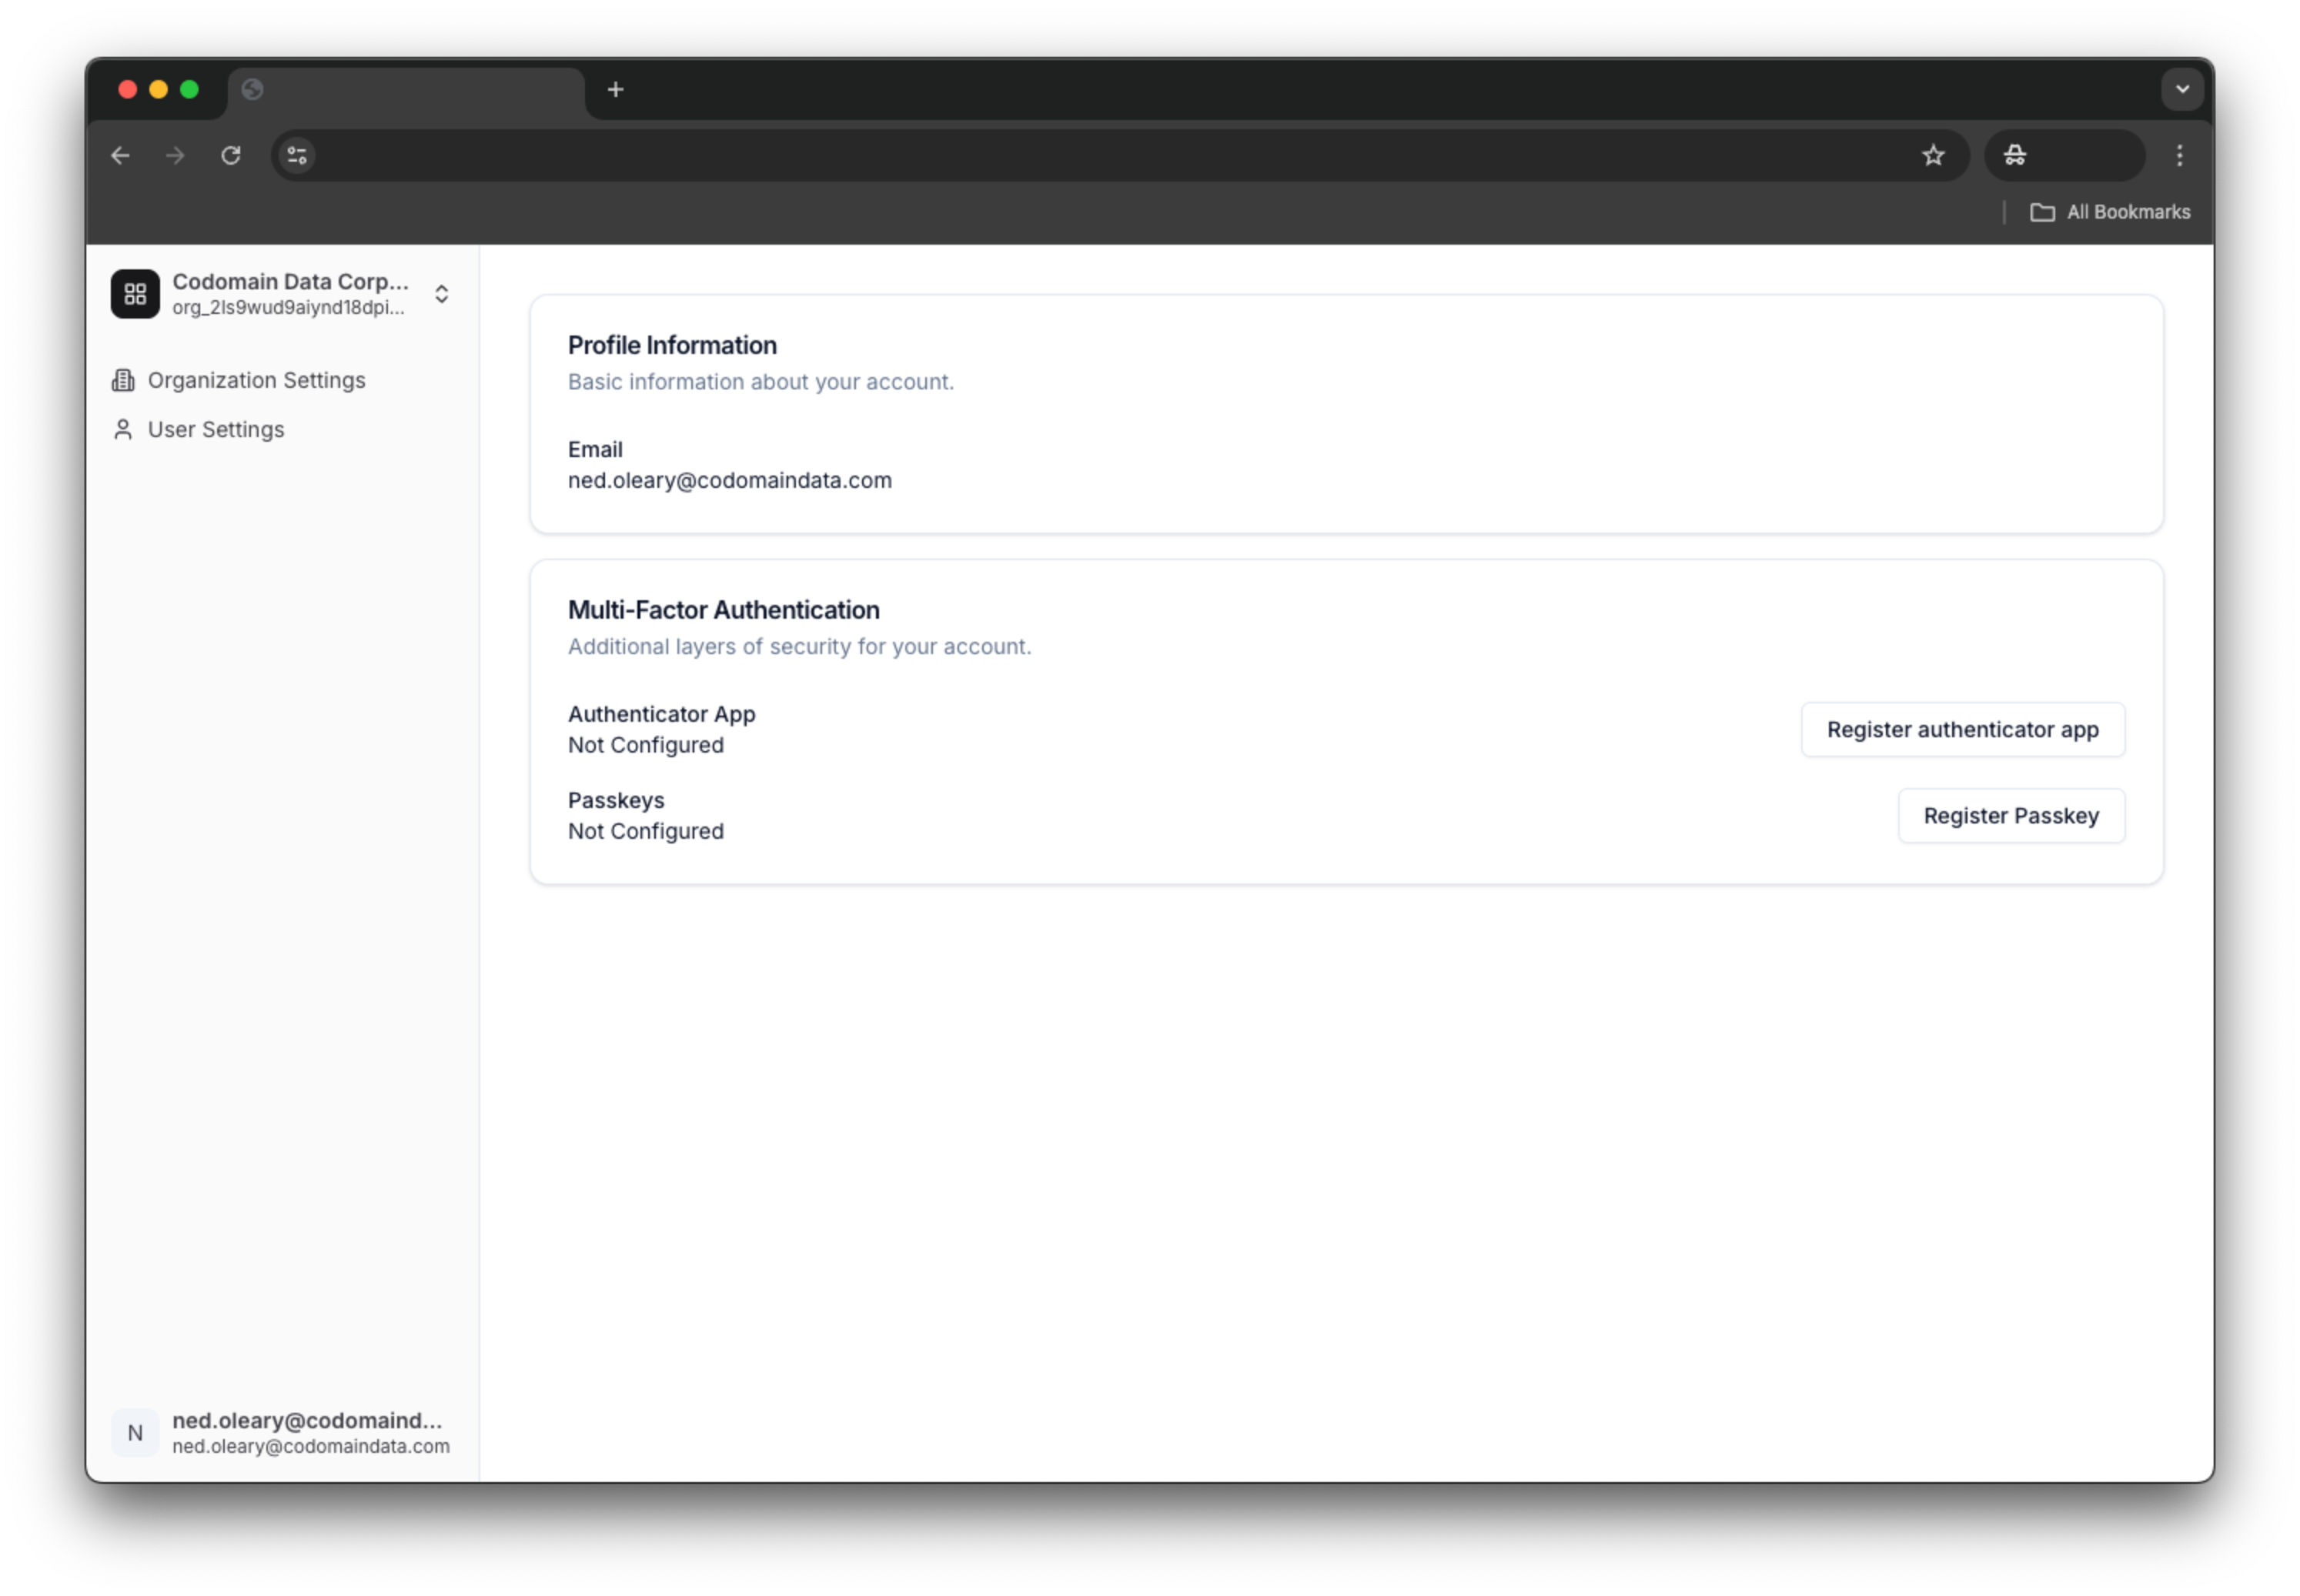 All Bookmarks
Codomain Data Corp...
org_2ls9wud9aiynd18dpi...
Organization Settings
User Settings
Profile Information
Basic information about your account.
Email
ned.oleary@codomaindata.com
Multi-Factor Authentication
Additional layers of security for your account.
Authenticator App
Not Configured
Register authenticator app
Passkeys
Not Configured
Register Passkey
N
ned.oleary@codomaind...
ned.oleary@codomaindata.com